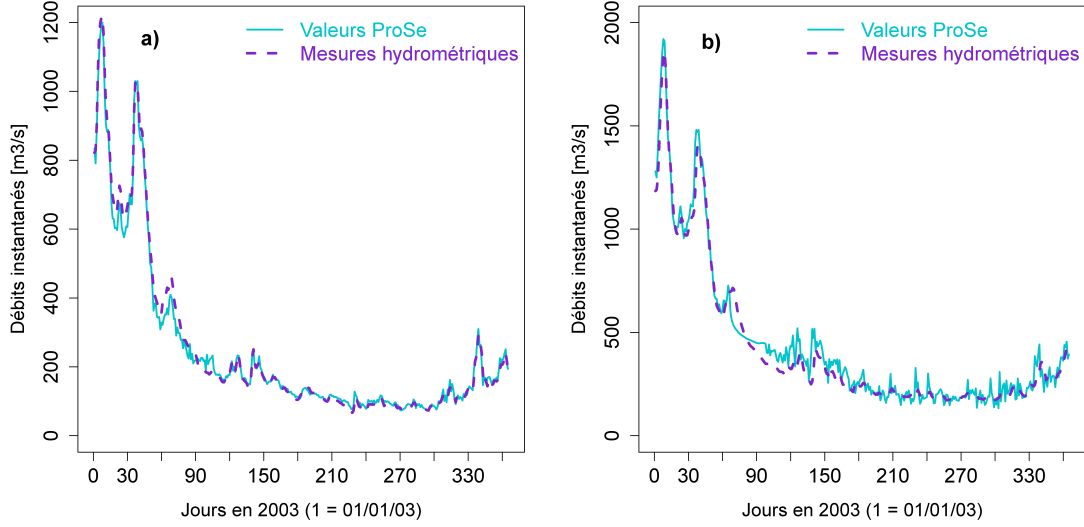 a)
Valeurs ProSe
Mesures hydrométriques
Débits instantanés [m3/s]
1200
1000
800
600
400
200
0
0 30 90 150 210 270 330
Jours en 2003 (1 = 01/01/03)
b)
Valeurs ProSe
Mesures hydrométriques
Débits instantanés [m3/s]
2000
1500
1000
500
0
0 30 90 150 210 270 330
Jours en 2003 (1 = 01/01/03)